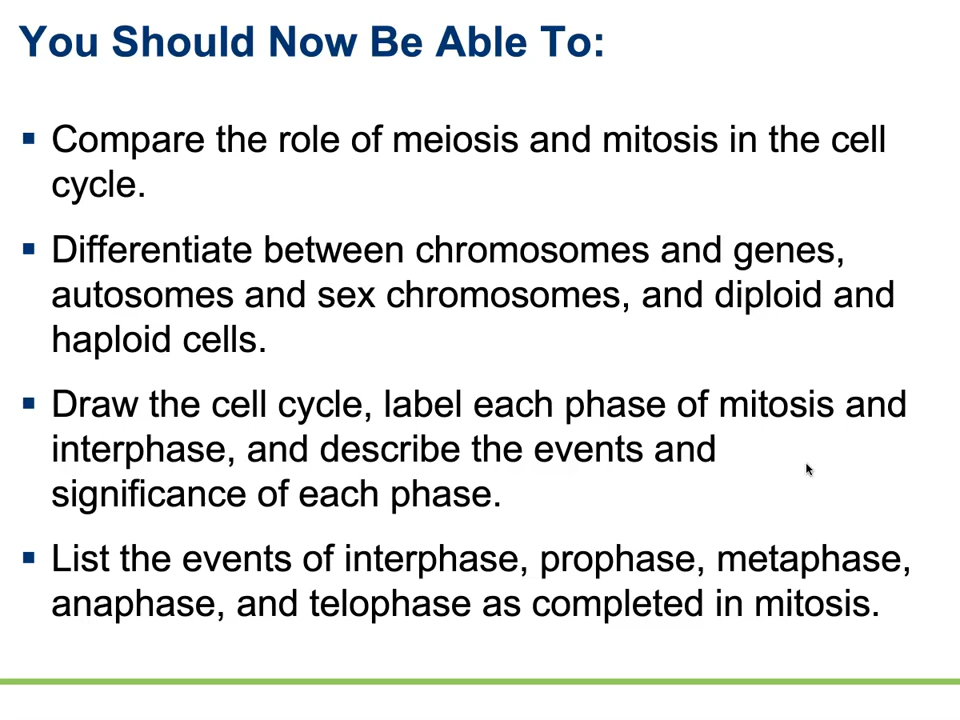 You Should Now Be Able To:
▪ Compare the role of meiosis and mitosis in the cell
cycle.
▪ Differentiate between chromosomes and genes,
autosomes and sex chromosomes, and diploid and
haploid cells.
▪ Draw the cell cycle, label each phase of mitosis and
interphase, and describe the events and
significance of each phase.
▪ List the events of interphase, prophase, metaphase,
anaphase, and telophase as completed in mitosis.